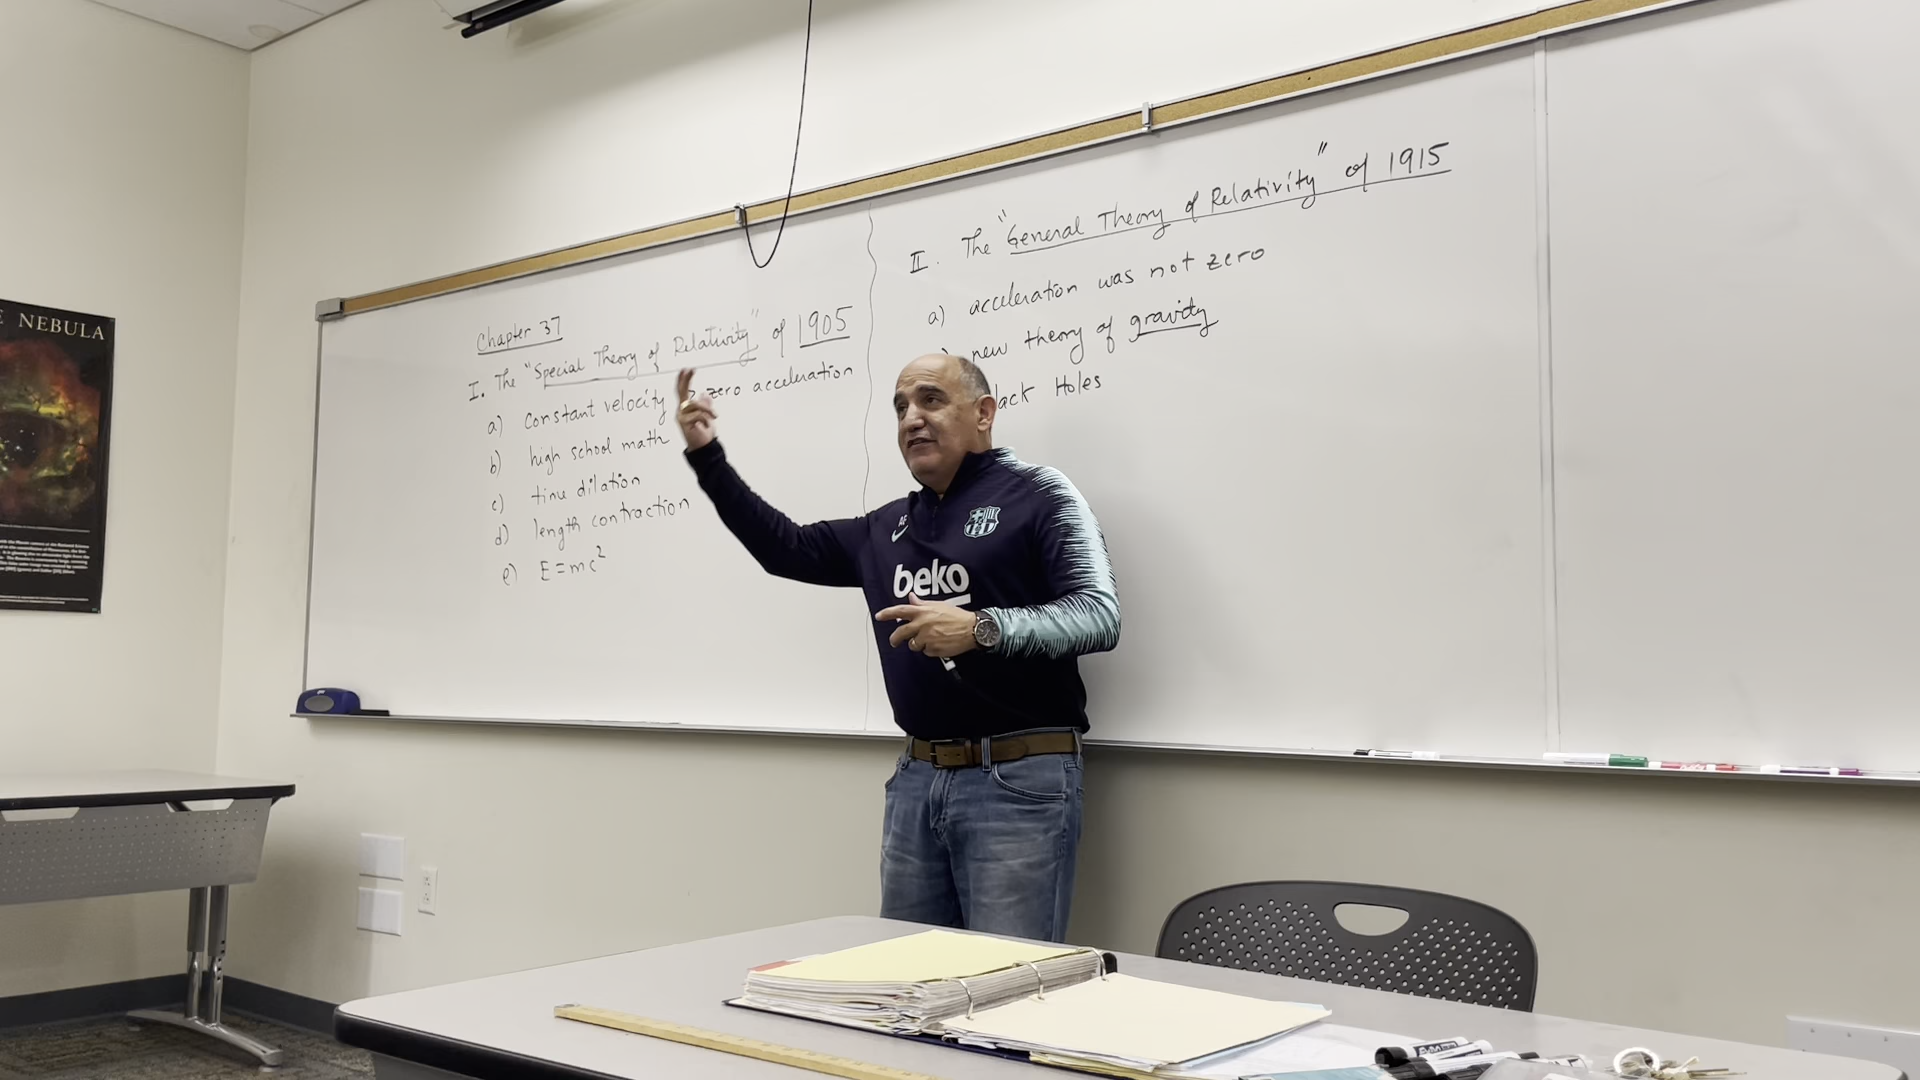 E NEBULA
Chapter 37
I. The "Special Theory of Relativity" of 1905
a) constant velocity zero acceleration
b) high school math
c) time dilation
d) length contraction
e) E=mc²
II. The "General Theory of Relativity" of 1915
a) acceleration was not zero
) new theory of gravity
lack Holes
AE
beko